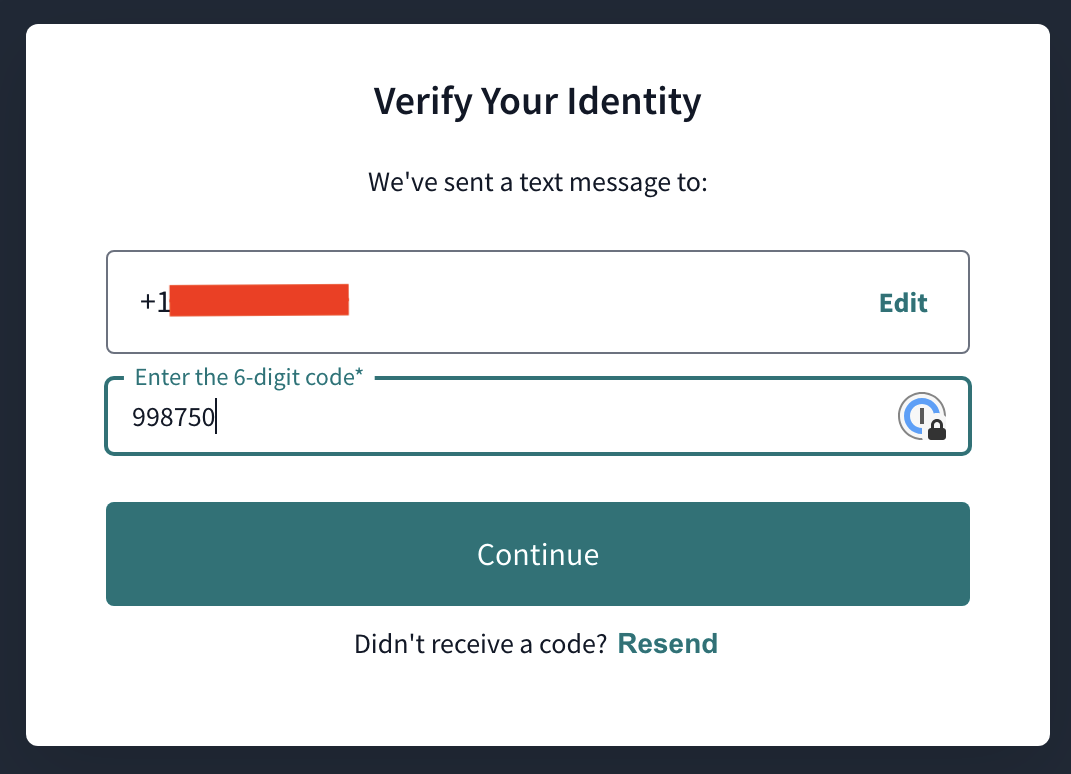 Verify Your Identity
We've sent a text message to:
+1
Edit
Enter the 6-digit code*
998750
Continue
Didn't receive a code? Resend